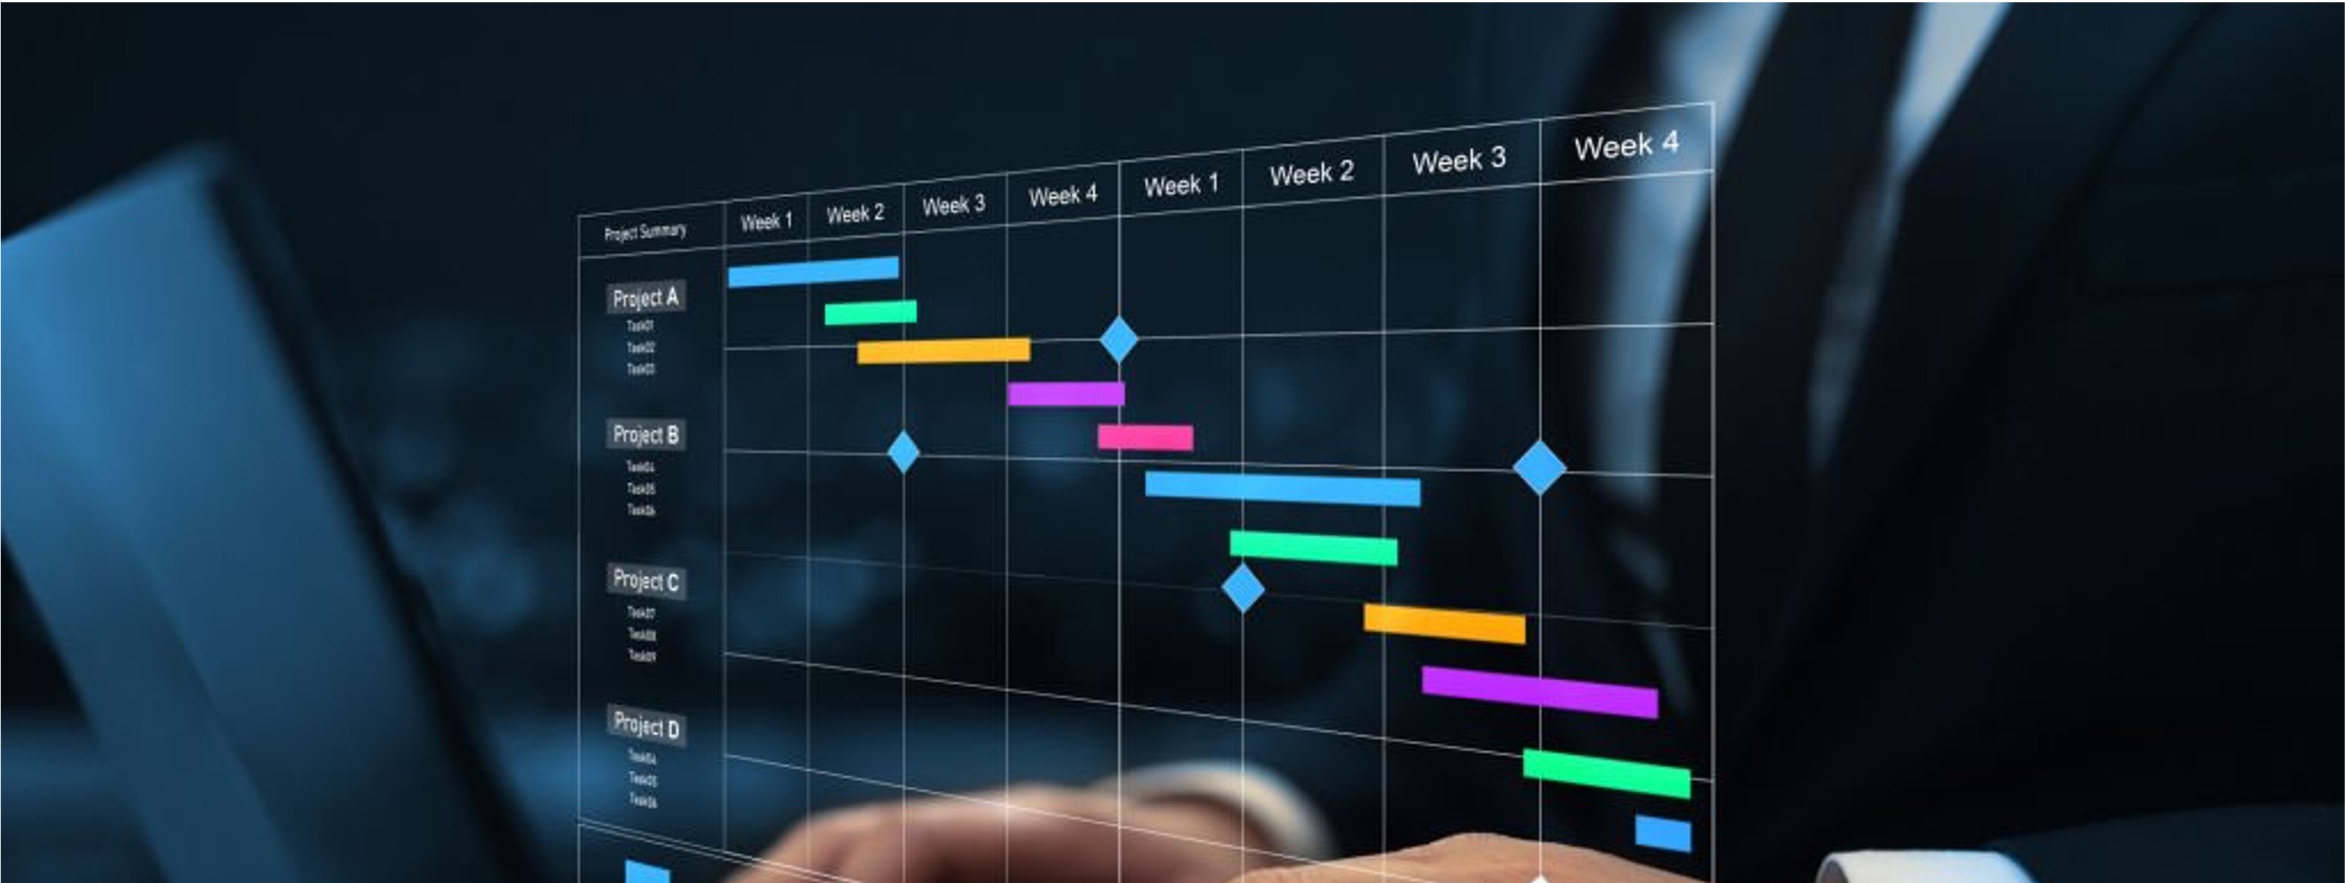 Project Summary
Week 1
Week 2
Week 3
Week 4
Week 1
Week 2
Week 3
Week 4
Project A
Task01
Task02
Task03
Project B
Task04
Task05
Task06
Project C
Task07
Task08
Task09
Project D
Task04
Task05
Task06